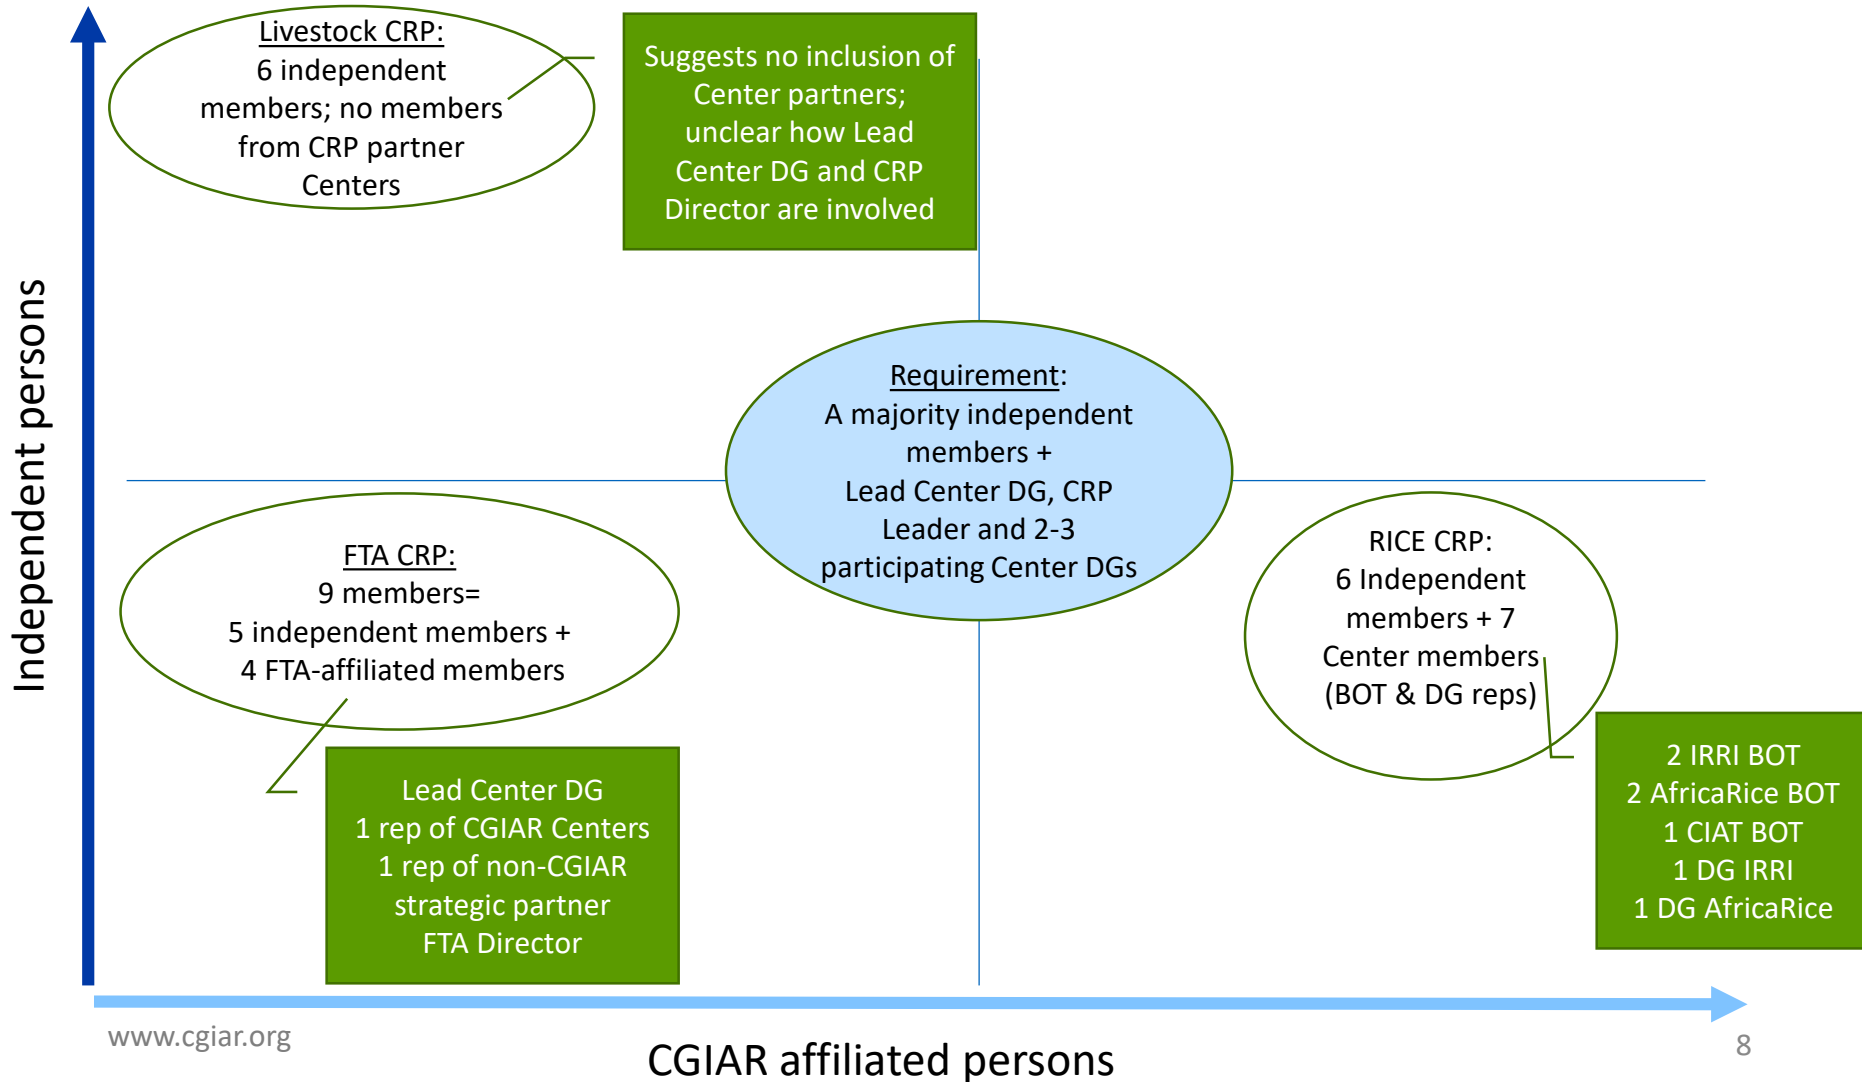 Livestock CRP:
6 independent
members; no members
from CRP partner
Centers
Suggests no inclusion of
Center partners;
unclear how Lead
Center DG and CRP
Director are involved
Independent persons
Requirement:
A majority independent
members +
Lead Center DG, CRP
Leader and 2-3
participating Center DGs
FTA CRP:
9 members=
5 independent members +
4 FTA-affiliated members
RICE CRP:
6 Independent
members + 7
Center members
(BOT & DG reps)
Lead Center DG
1 rep of CGIAR Centers
1 rep of non-CGIAR
strategic partner
FTA Director
2 IRRI BOT
2 AfricaRice BOT
1 CIAT BOT
1 DG IRRI
1 DG AfricaRice
www.cgiar.org
CGIAR affiliated persons
8